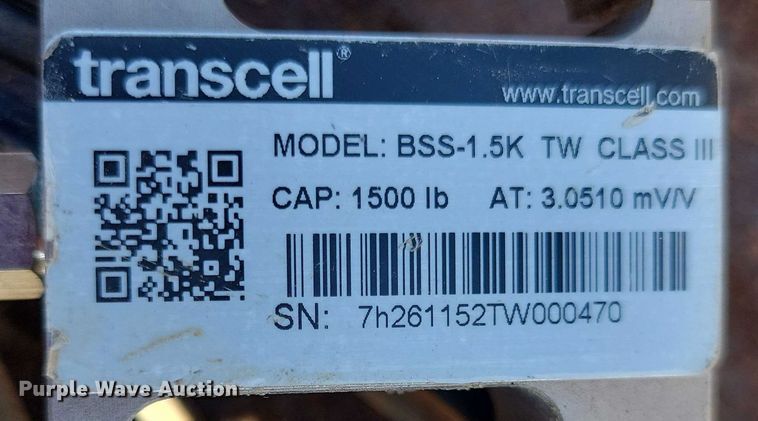 transcell®
www.transcell.com
MODEL: BSS-1.5K TW CLASS III
CAP: 1500 lb AT: 3.0510 mV/V
SN: 7h261152TW000470
Purple Wave Auction